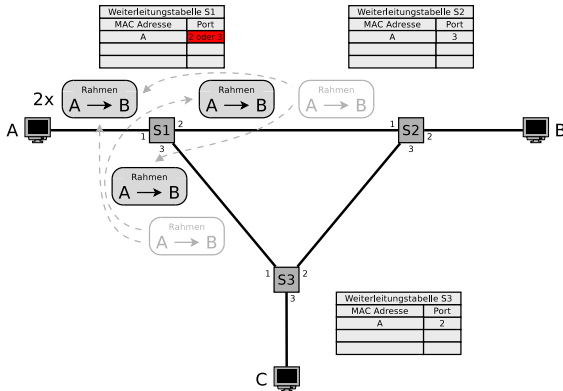 Weiterleitungstabelle S1
MAC Adresse Port
A 2 oder 3
Weiterleitungstabelle S2
MAC Adresse Port
A 3
2x
Rahmen
A → B
Rahmen
A → B
Rahmen
A → B
A
1
S1
2
3
1
S2
2
3
B
Rahmen
A → B
Rahmen
A → B
1
S3
2
3
Weiterleitungstabelle S3
MAC Adresse Port
A 2
C